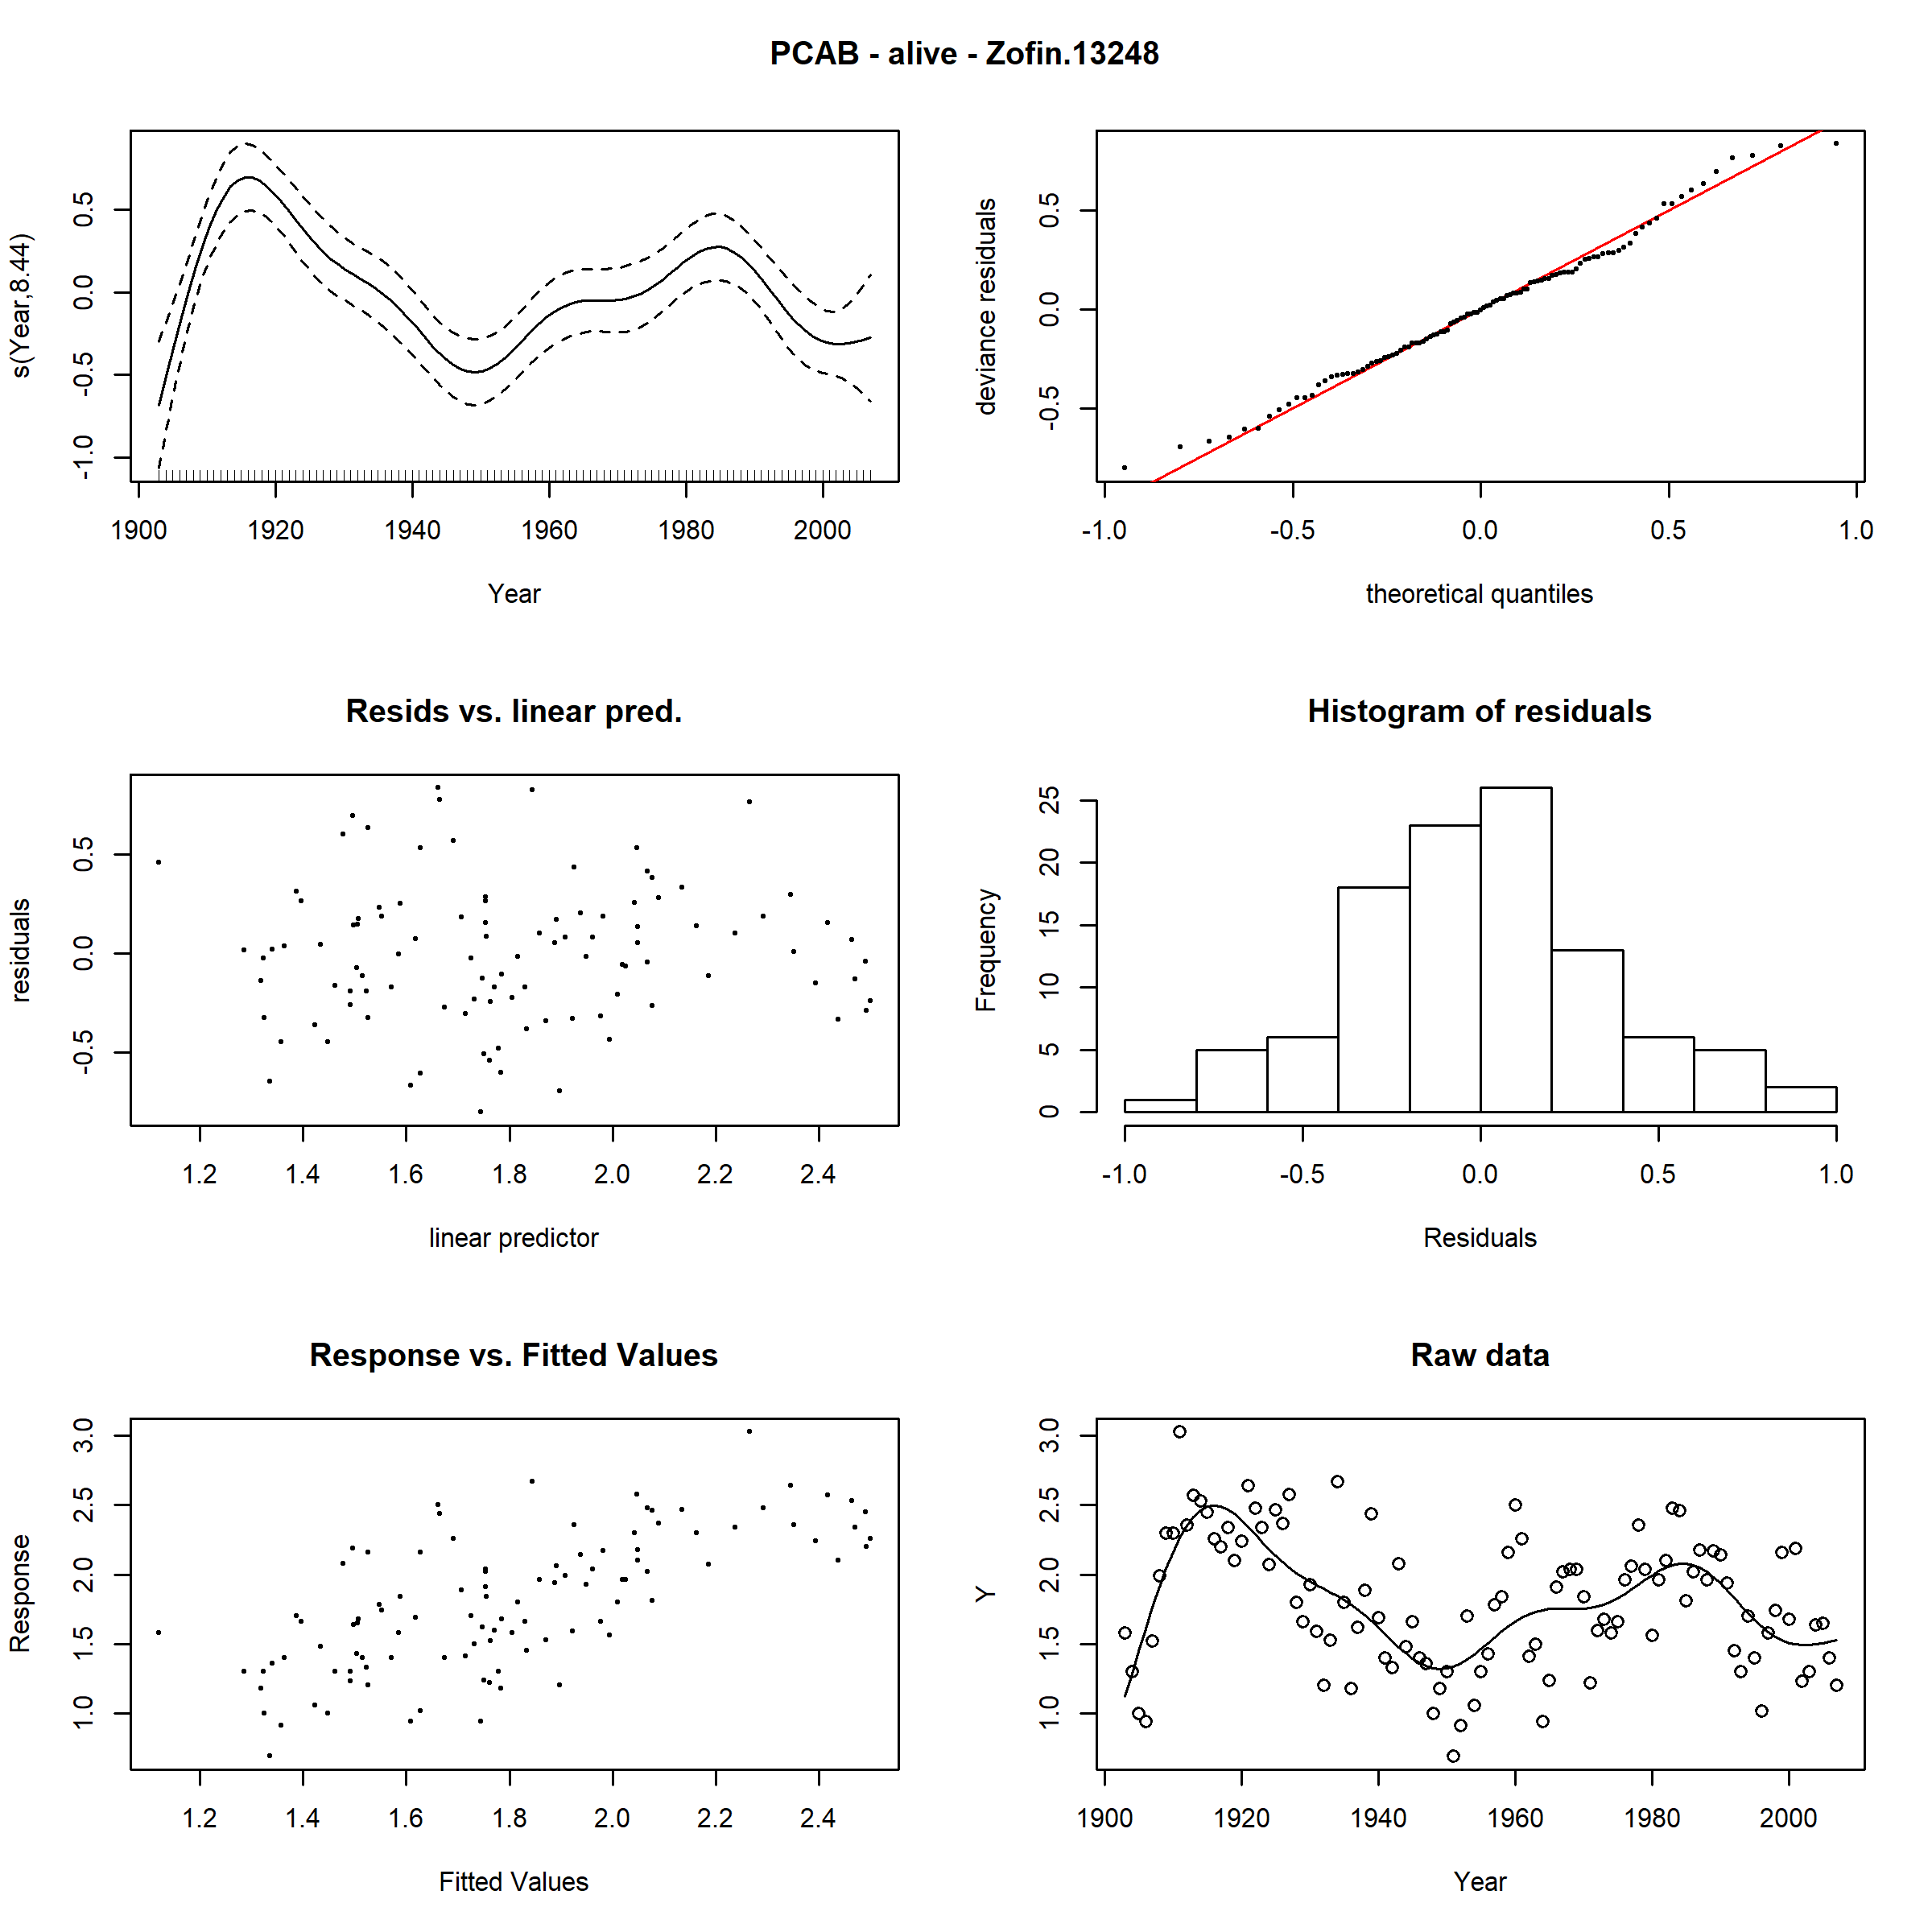 PCAB - alive - Zofin.13248
s(Year,8.44)
-1.0 -0.5 0.0 0.5
1900 1920 1940 1960 1980 2000
Year
deviance residuals
-0.5 0.0 0.5
-1.0 -0.5 0.0 0.5 1.0
theoretical quantiles
Resids vs. linear pred.
residuals
-0.5 0.0 0.5
1.2 1.4 1.6 1.8 2.0 2.2 2.4
linear predictor
Histogram of residuals
Frequency
0 5 10 15 20 25
-1.0 -0.5 0.0 0.5 1.0
Residuals
Response vs. Fitted Values
Response
1.0 1.5 2.0 2.5 3.0
1.2 1.4 1.6 1.8 2.0 2.2 2.4
Fitted Values
Raw data
Y
1.0 1.5 2.0 2.5 3.0
1900 1920 1940 1960 1980 2000
Year